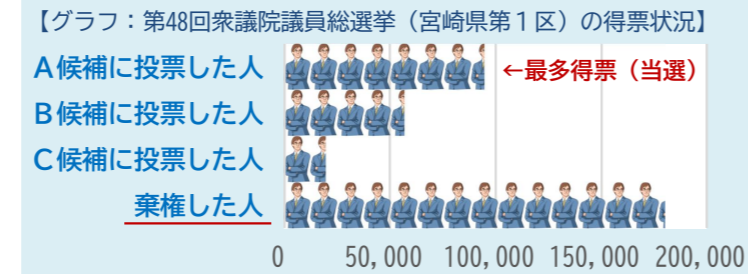 【グラフ：第48回衆議院議員総選挙（宮崎県第１区）の得票状況】
Ａ候補に投票した人
←最多得票（当選）
Ｂ候補に投票した人
Ｃ候補に投票した人
棄権した人
0 50,000 100,000 150,000 200,000